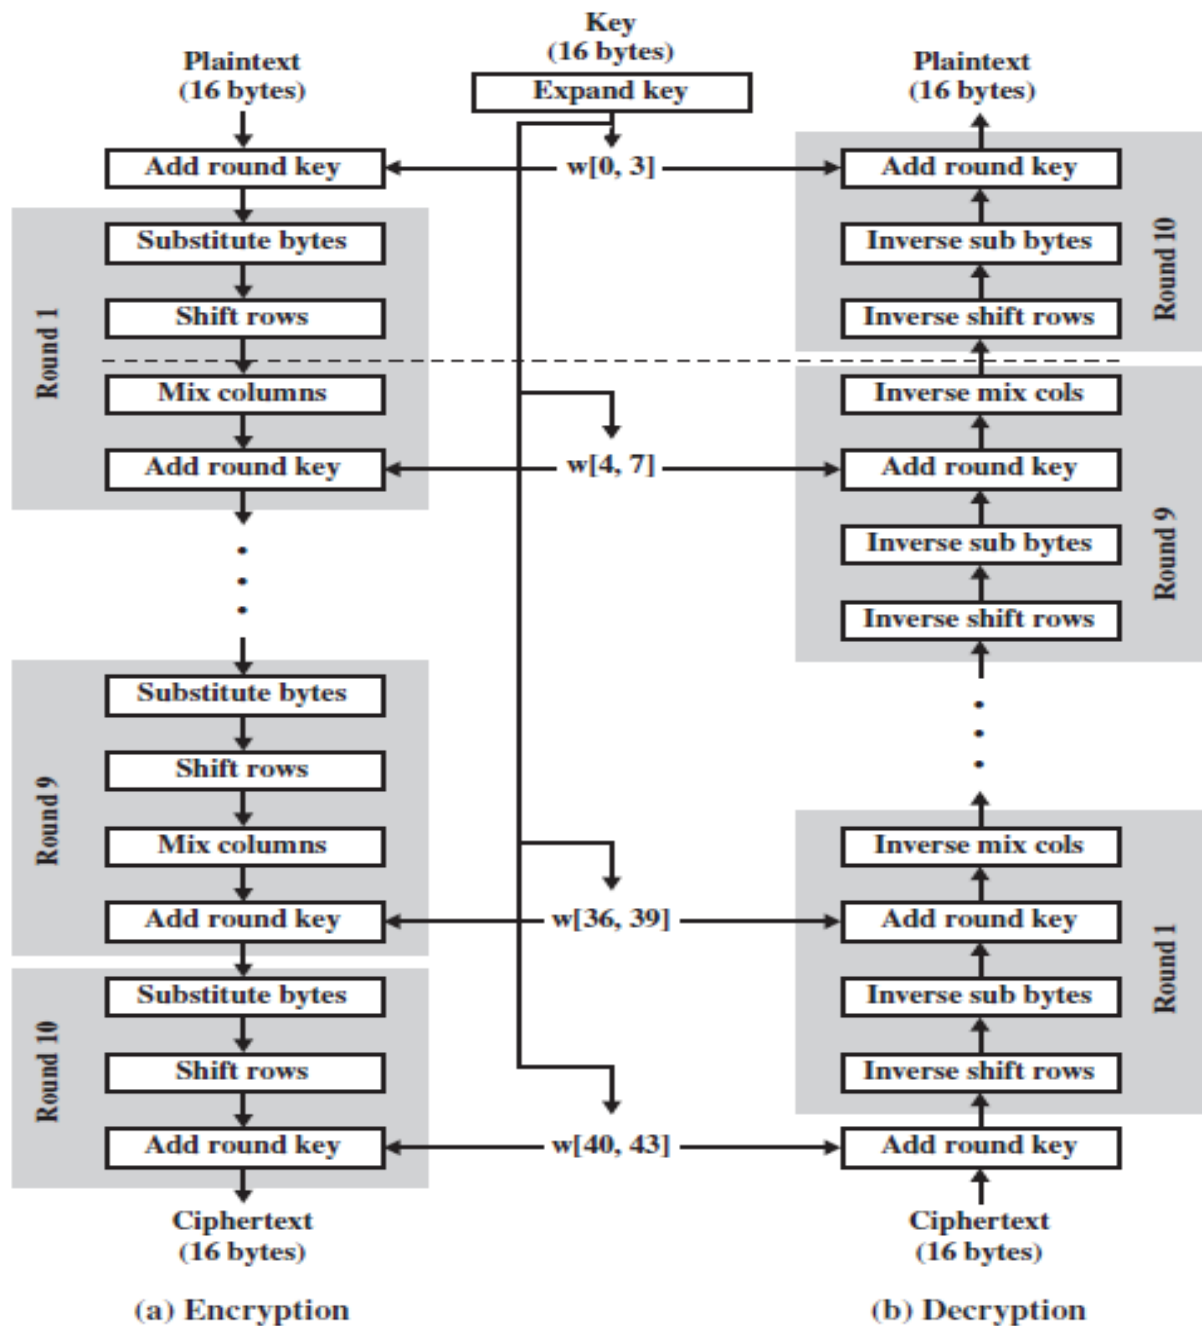 Key
(16 bytes)
Expand key
Plaintext
(16 bytes)
Add round key
Round 1
Substitute bytes
Shift rows
Mix columns
Add round key
Round 9
Substitute bytes
Shift rows
Mix columns
Add round key
Round 10
Substitute bytes
Shift rows
Add round key
Ciphertext
(16 bytes)
(a) Encryption
w[0, 3]
w[4, 7]
w[36, 39]
w[40, 43]
Plaintext
(16 bytes)
Add round key
Inverse sub bytes
Inverse shift rows
Round 10
Inverse mix cols
Add round key
Inverse sub bytes
Inverse shift rows
Round 9
Inverse mix cols
Add round key
Inverse sub bytes
Inverse shift rows
Round 1
Add round key
Ciphertext
(16 bytes)
(b) Decryption